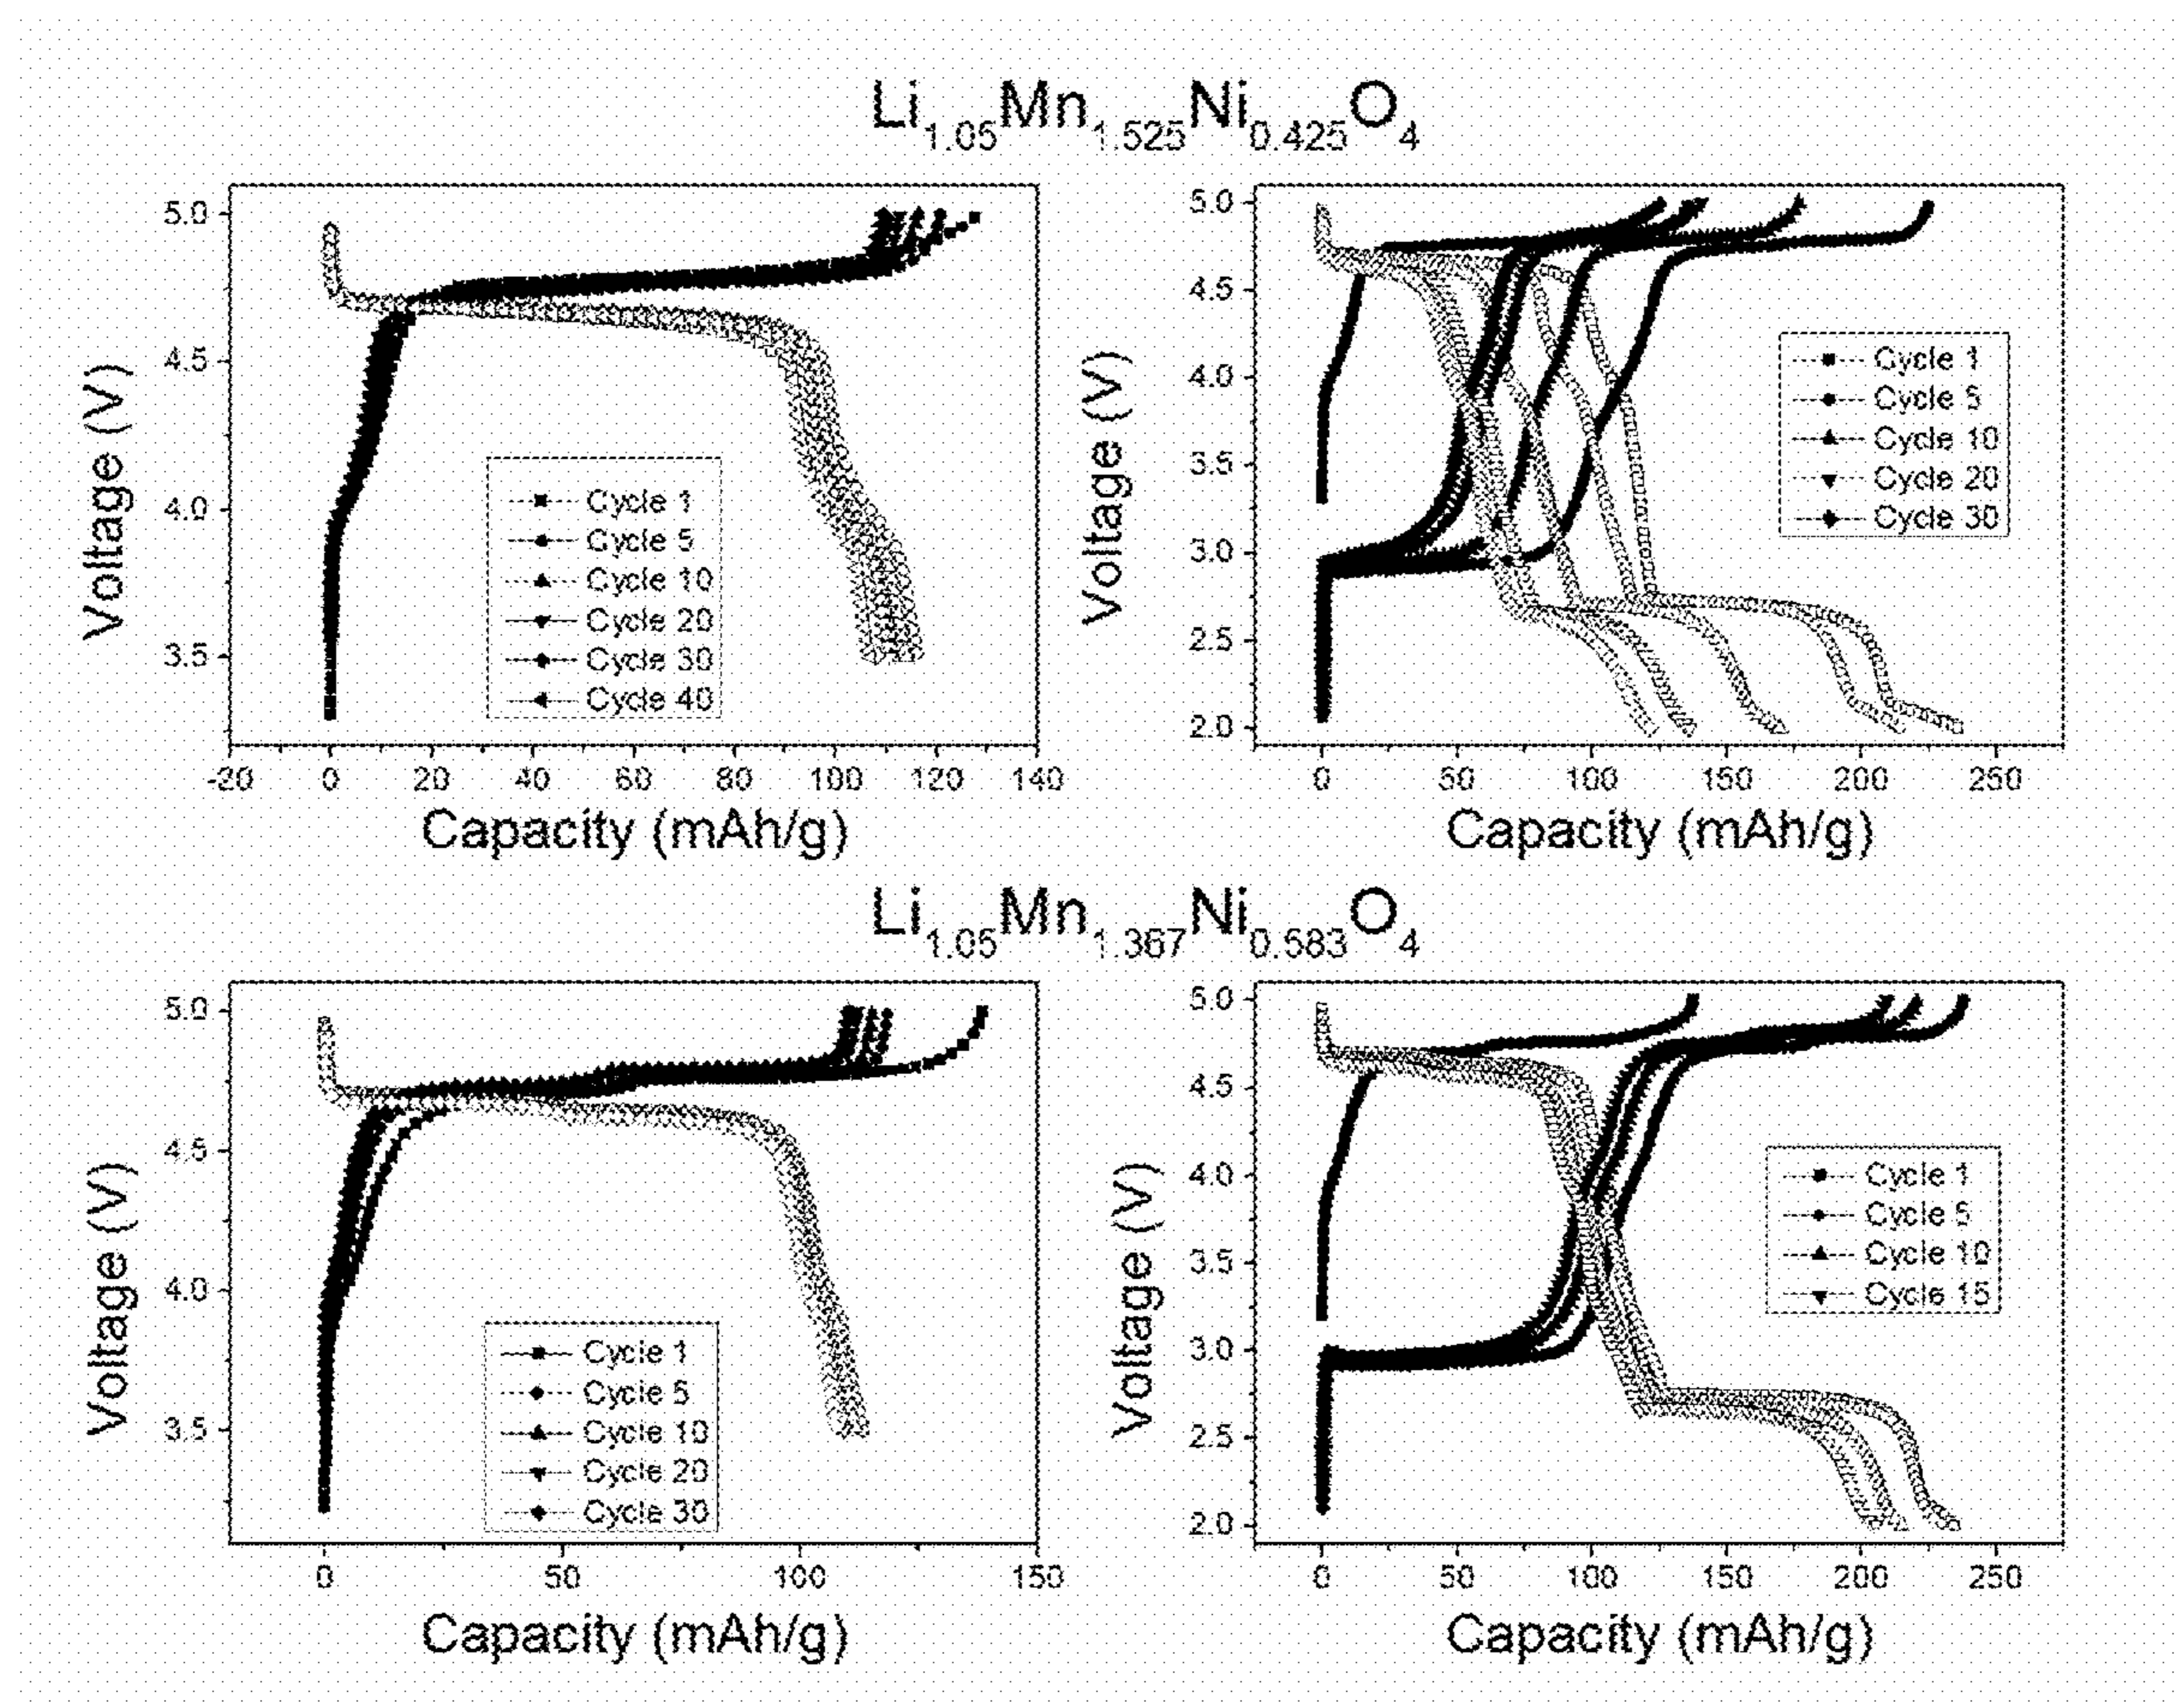 Li1.05Mn1.525Ni0.425O4
5.0
4.5
4.0
3.5
Voltage (V)
Cycle 1
Cycle 5
Cycle 10
Cycle 20
Cycle 30
Cycle 40
-20 0 20 40 60 80 100 120 140
Capacity (mAh/g)
5.0
4.5
4.0
3.5
3.0
2.5
2.0
Voltage (V)
Cycle 1
Cycle 5
Cycle 10
Cycle 20
Cycle 30
0 50 100 150 200 250
Capacity (mAh/g)
Li1.05Mn1.367Ni0.583O4
5.0
4.5
4.0
3.5
Voltage (V)
Cycle 1
Cycle 5
Cycle 10
Cycle 20
Cycle 30
0 50 100 150
Capacity (mAh/g)
5.0
4.5
4.0
3.5
3.0
2.5
2.0
Voltage (V)
Cycle 1
Cycle 5
Cycle 10
Cycle 15
0 50 100 150 200 250
Capacity (mAh/g)